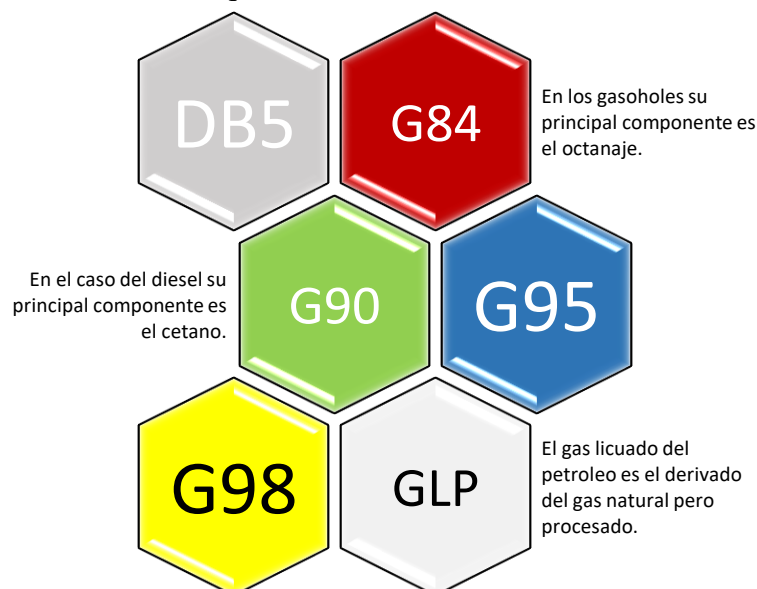 DB5
G84
En los gasoholes su
principal componente es
el octanaje.
En el caso del diesel su
principal componente es
el cetano.
G90
G95
G98
GLP
El gas licuado del
petroleo es el derivado
del gas natural pero
procesado.